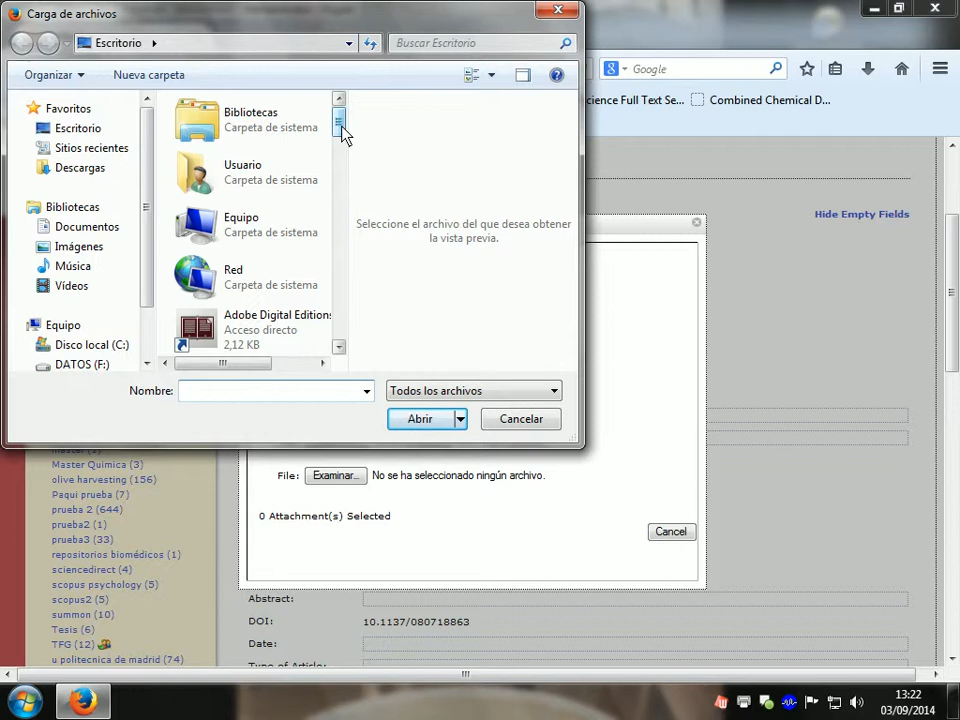 Carga de archivos
Escritorio
Buscar Escritorio
Organizar
Nueva carpeta
Favoritos
Escritorio
Sitios recientes
Descargas
Bibliotecas
Documentos
Imágenes
Música
Vídeos
Equipo
Disco local (C:)
DATOS (F:)
Bibliotecas
Carpeta de sistema
Usuario
Carpeta de sistema
Equipo
Carpeta de sistema
Red
Carpeta de sistema
Adobe Digital Editions
Acceso directo
2,12 KB
Seleccione el archivo del que desea obtener
la vista previa.
Nombre:
Todos los archivos
Abrir
Cancelar
Google
cience Full Text Se...
Combined Chemical D...
Hide Empty Fields
File:
Examinar...
No se ha seleccionado ningún archivo.
0 Attachment(s) Selected
Cancel
Master Quimica (3)
olive harvesting (156)
Paqui prueba (7)
prueba 2 (644)
prueba2 (1)
prueba3 (33)
repositorios biomédicos (1)
sciencedirect (4)
scopus psychology (5)
scopus2 (5)
summon (10)
Tesis (6)
TFG (12)
u politecnica de madrid (74)
Abstract:
DOI:
10.1137/080718863
Date:
Type of Article:
13:22
03/09/2014